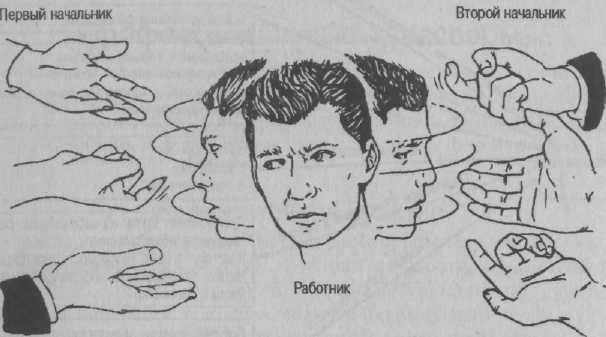 Первый начальник
Второй начальник
Работник